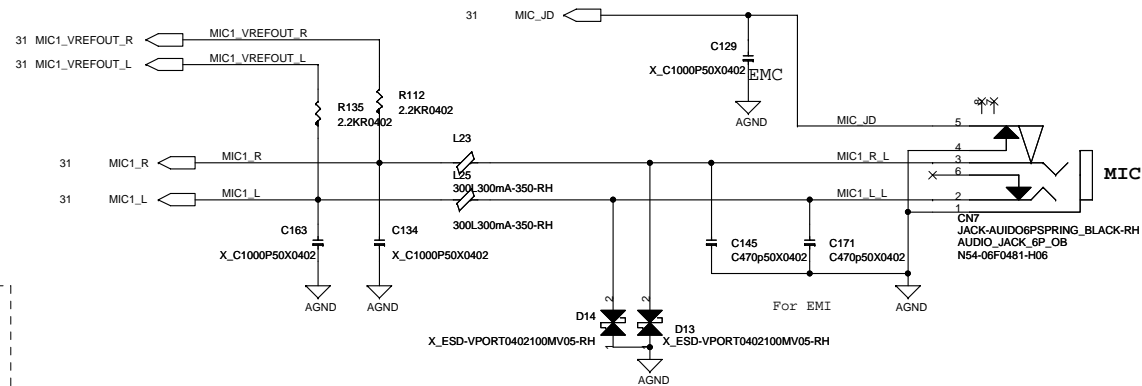 31 MIC_JD
31 MIC1_VREFOUT_R MIC1_VREFOUT_R
31 MIC1_VREFOUT_L MIC1_VREFOUT_L
C129
X_C1000P50X0402
EMC
AGND
R135
2.2KR0402
R112
2.2KR0402
8 7
MIC_JD 5
4
31 MIC1_R MIC1_R
L23
MIC1_R_L 3
6
MIC
31 MIC1_L MIC1_L
L25
300L300mA-350-RH
MIC1_L_L 2
1
300L300mA-350-RH
CN7
JACK-AUIDO6PSPRING_BLACK-RH
AUDIO_JACK_6P_OB
N54-06F0481-H06
C163
X_C1000P50X0402
C134
X_C1000P50X0402
C145
C470p50X0402
C171
C470p50X0402
AGND
AGND
For EMI
AGND
2 2
D14
X_ESD-VPORT0402100MV05-RH
D13
X_ESD-VPORT0402100MV05-RH
1 1
AGND